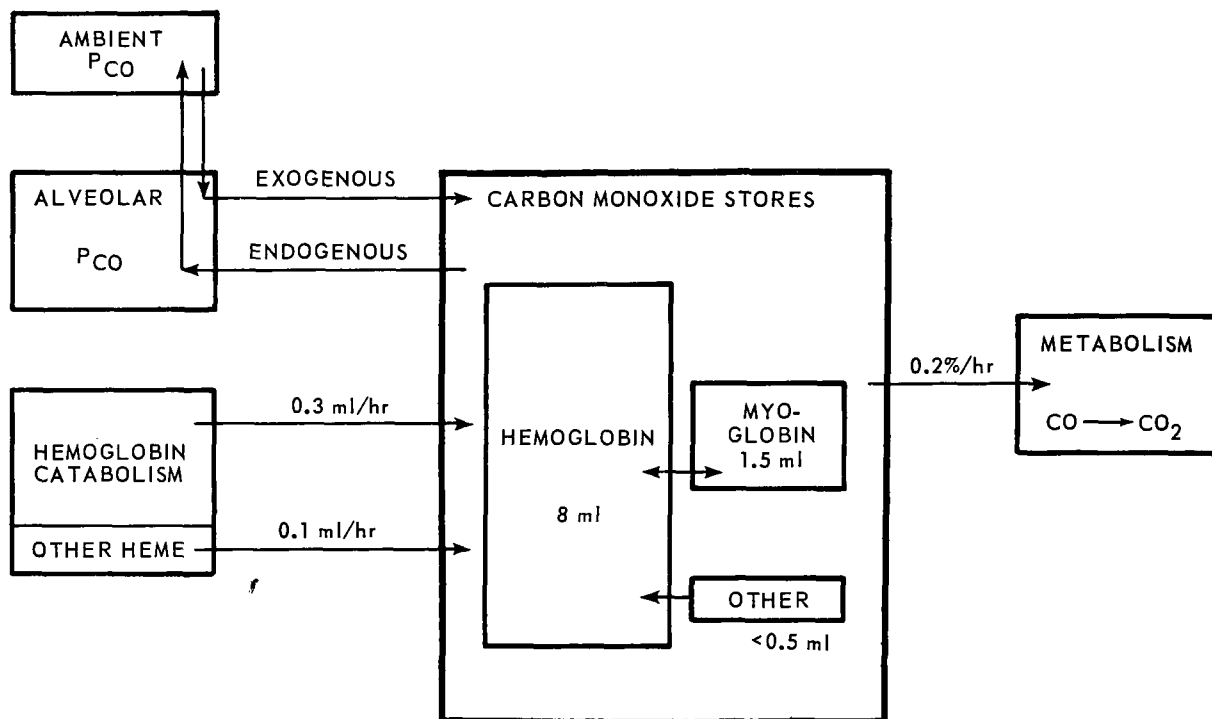 AMBIENT
PCO
ALVEOLAR
PCO
EXOGENOUS
ENDOGENOUS
CARBON MONOXIDE STORES
HEMOGLOBIN
CATABOLISM
OTHER HEME
0.3 ml/hr
0.1 ml/hr
HEMOGLOBIN
8 ml
MYO-
GLOBIN
1.5 ml
OTHER
<0.5 ml
0.2%/hr
METABOLISM
CO → CO2